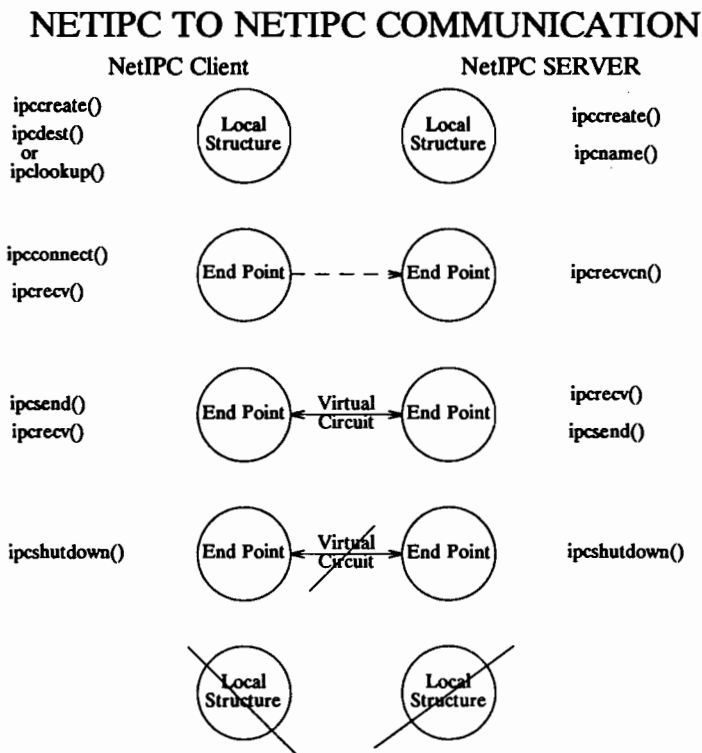 NETIPC TO NETIPC COMMUNICATION
NetIPC Client
NetIPC SERVER
ipccreate()
ipcdest()
or
ipclookup()
Local
Structure
Local
Structure
ipccreate()
ipcname()
ipcconnect()
ipcrecv()
End Point
End Point
ipcrecvcn()
ipcsend()
ipcrecv()
End Point
Virtual
Circuit
End Point
ipcrecv()
ipcsend()
ipcshutdown()
End Point
Virtual
Circuit
End Point
ipcshutdown()
Local
Structure
Local
Structure